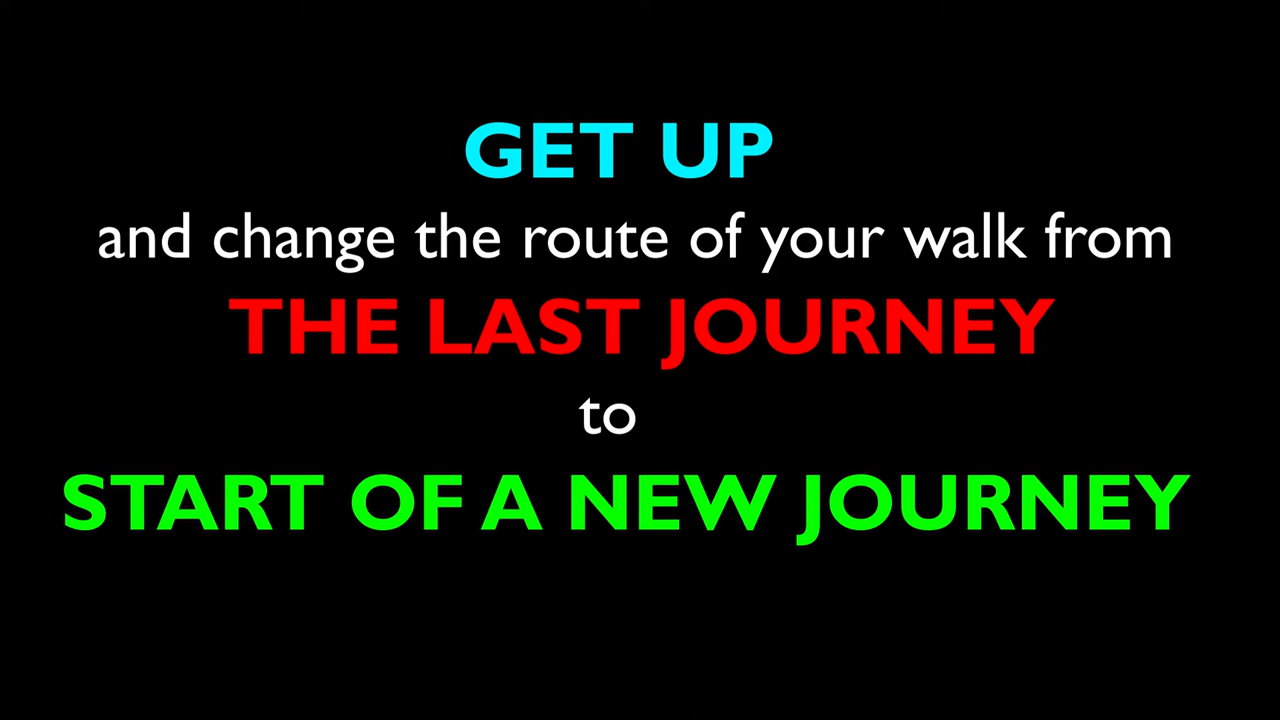 GET UP
and change the route of your walk from
THE LAST JOURNEY
to
START OF A NEW JOURNEY